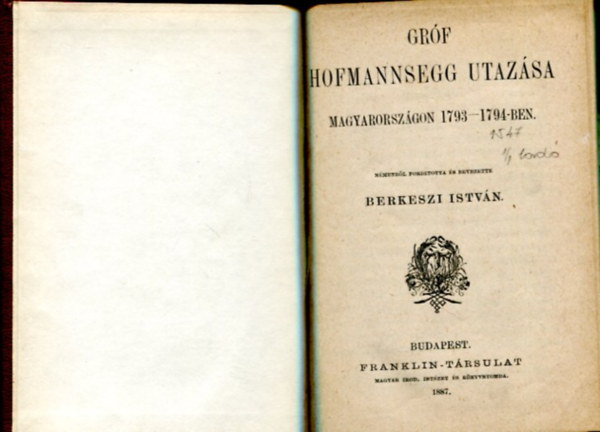 GRÓF
HOFMANNSEGG UTAZÁSA
MAGYARORSZÁGON 1793—1794-BEN.
1547
NÉMETBŐL FORDITOTTA ÉS BEVEZETTE
BERKESZI ISTVÁN.
BUDAPEST.
FRANKLIN-TÁRSULAT
MAGYAR IROD. INTÉZET ÉS KÖNYVNYOMDA.
1887.